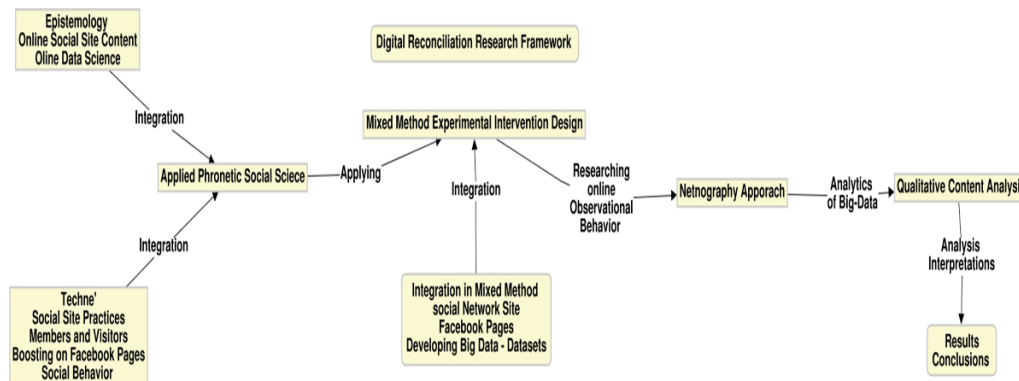 Epistemology
Online Social Site Content
Oline Data Science
Digital Reconciliation Research Framework
Integration
Mixed Method Experimental Intervention Design
Applied Phronetic Social Sciece
Applying
Integration
Researching
online
Observational
Behavior
Netnography Apporach
Analytics
of Big-Data
Qualitative Content Analysis
Integration
Analysis
Interpretations
Techne'
Social Site Practices
Members and Visitors
Boosting on Facebook Pages
Social Behavior
Integration in Mixed Method
social Network Site
Facebook Pages
Developing Big Data - Datasets
Results
Conclusions